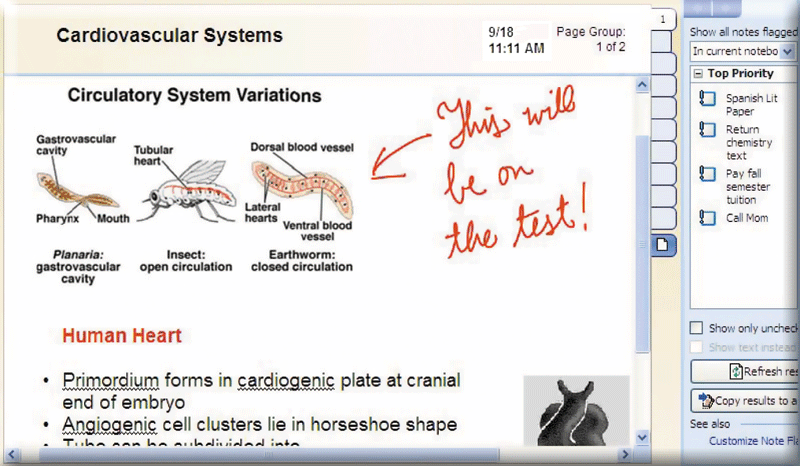 Cardiovascular Systems
9/18
11:11 AM
Page Group:
1 of 2
Circulatory System Variations
Gastrovascular
cavity
Pharynx
Mouth
Planaria:
gastrovascular
cavity
Tubular
heart
Insect:
open circulation
Dorsal blood vessel
Lateral
hearts
Ventral blood
vessel
Earthworm:
closed circulation
This will
be on
the test!
Human Heart
• Primordium forms in cardiogenic plate at cranial
end of embryo
• Angiogenic cell clusters lie in horseshoe shape
• Tube can be subdivided into
1
Show all notes flagged
In current notebo
Top Priority
Spanish Lit
Paper
Return
chemistry
text
Pay fall
semester
tuition
Call Mom
Show only uncheck
Show text instead
Refresh res
Copy results to a
See also
Customize Note Fla